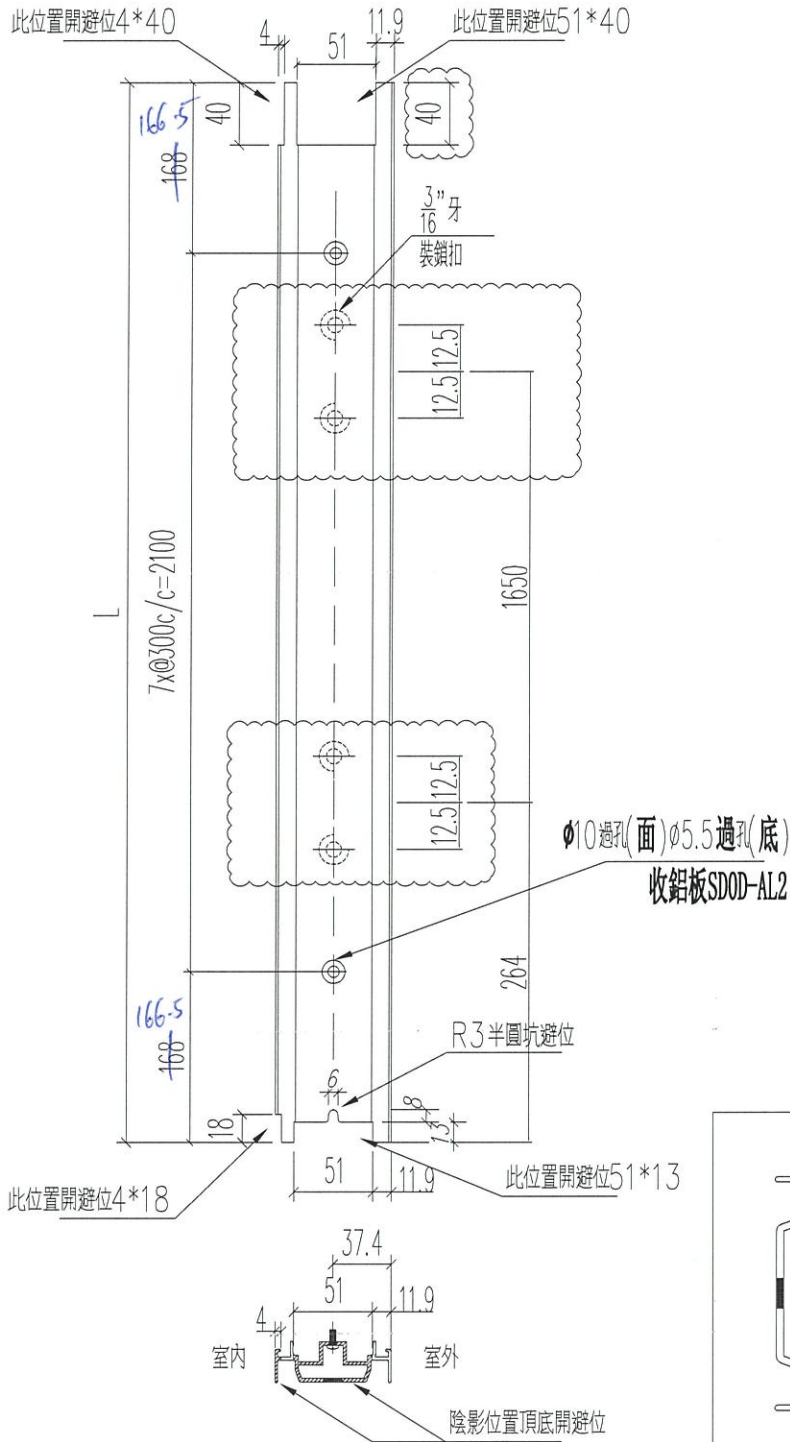 此位置開避位4*40
4
51
11.9
此位置開避位51*40
40
40
166.5
168
3/16”牙
裝鎖扣
12.5
12.5
L
7x@300c/c=2100
1650
12.5
12.5
ϕ10過孔(面)ϕ5.5過孔(底)
收鋁板SDOD-AL2
264
166.5
168
R3半圓坑避位
6
8
18
13
此位置開避位4*18
51
11.9
此位置開避位51*13
37.4
51
11.9
4
室內
室外
陰影位置頂底開避位